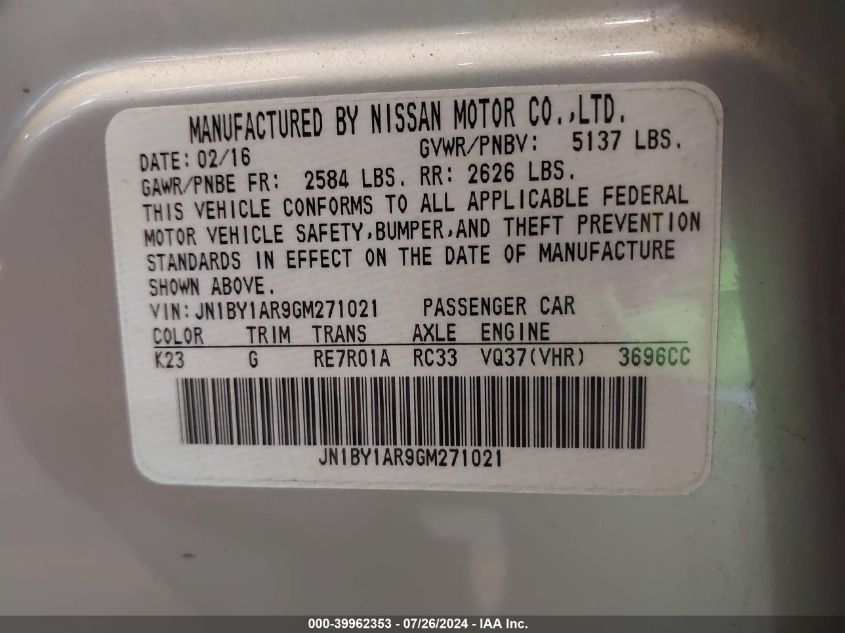 MANUFACTURED BY NISSAN MOTOR CO.,LTD.
DATE: 02/16 GVWR/PNBV: 5137 LBS.
GAWR/PNBE FR: 2584 LBS. RR: 2626 LBS.
THIS VEHICLE CONFORMS TO ALL APPLICABLE FEDERAL
MOTOR VEHICLE SAFETY,BUMPER,AND THEFT PREVENTION
STANDARDS IN EFFECT ON THE DATE OF MANUFACTURE
SHOWN ABOVE.
VIN: JN1BY1AR9GM271021 PASSENGER CAR
COLOR TRIM TRANS AXLE ENGINE
K23 G RE7R01A RC33 VQ37(VHR) 3696CC
JN1BY1AR9GM271021
000-39962353 - 07/26/2024 - IAA Inc.